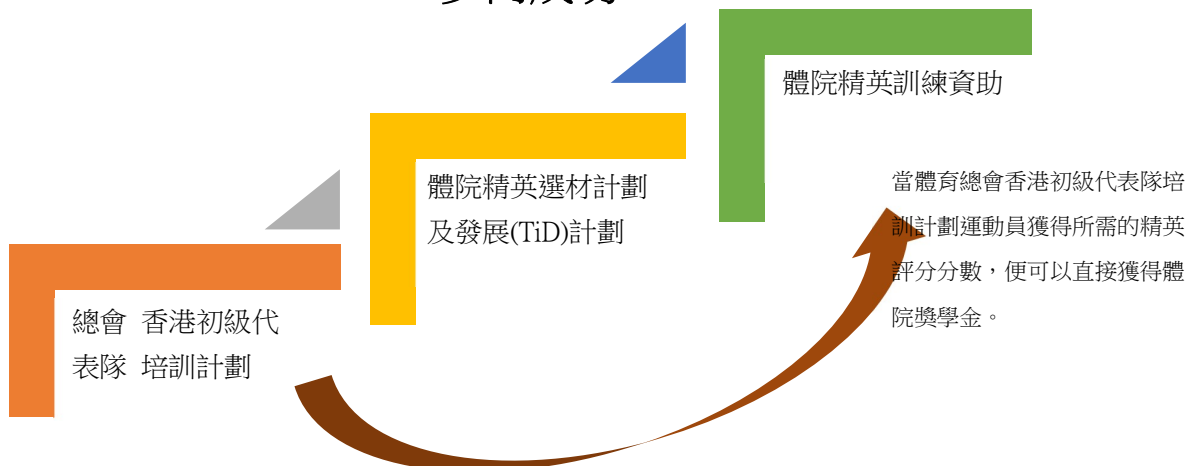 體院精英訓練資助
體院精英選材計劃
及發展(TiD)計劃
當體育總會香港初級代表隊培
訓計劃運動員獲得所需的精英
評分分數，便可以直接獲得體
院獎學金。
總會 香港初級代
表隊 培訓計劃